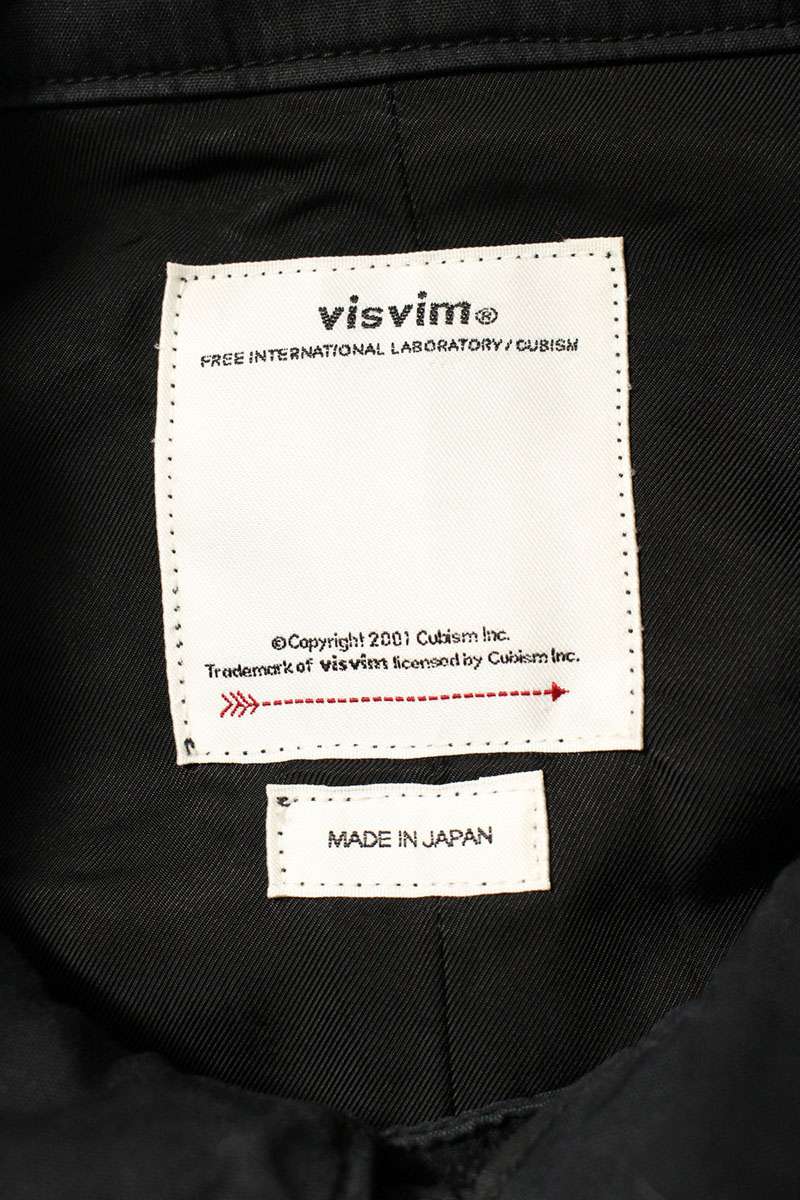 visvim®
FREE INTERNATIONAL LABORATORY / CUBISM
©Copyright 2001 Cubism Inc.
Trademark of visvim licensed by Cubism Inc.
MADE IN JAPAN